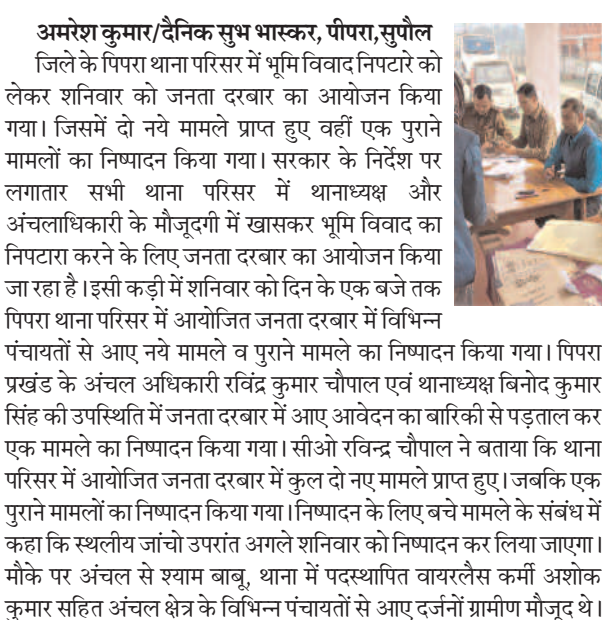 अमरेश कुमार/दैनिक सुभ भास्कर, पीपरा,सुपौल
जिले के पिपरा थाना परिसर में भूमि विवाद निपटारे को
लेकर शनिवार को जनता दरबार का आयोजन किया
गया। जिसमें दो नये मामले प्राप्त हुए वहीं एक पुराने
मामलों का निष्पादन किया गया। सरकार के निर्देश पर
लगातार सभी थाना परिसर में थानाध्यक्ष और
अंचलाधिकारी के मौजूदगी में खासकर भूमि विवाद का
निपटारा करने के लिए जनता दरबार का आयोजन किया
जा रहा है।इसी कड़ी में शनिवार को दिन के एक बजे तक
पिपरा थाना परिसर में आयोजित जनता दरबार में विभिन्न
पंचायतों से आए नये मामले व पुराने मामले का निष्पादन किया गया। पिपरा
प्रखंड के अंचल अधिकारी रविंद्र कुमार चौपाल एवं थानाध्यक्ष बिनोद कुमार
सिंह की उपस्थिति में जनता दरबार में आए आवेदन का बारिकी से पड़ताल कर
एक मामले का निष्पादन किया गया।सीओ रविन्द्र चौपाल ने बताया कि थाना
परिसर में आयोजित जनता दरबार में कुल दो नए मामले प्राप्त हुए।जबकि एक
पुराने मामलों का निष्पादन किया गया।निष्पादन के लिए बचे मामले के संबंध में
कहा कि स्थलीय जांचो उपरांत अगले शनिवार को निष्पादन कर लिया जाएगा।
मौके पर अंचल से श्याम बाबू, थाना में पदस्थापित वायरलैस कर्मी अशोक
कुमार सहित अंचल क्षेत्र के विभिन्न पंचायतों से आए दर्जनों ग्रामीण मौजूद थे।